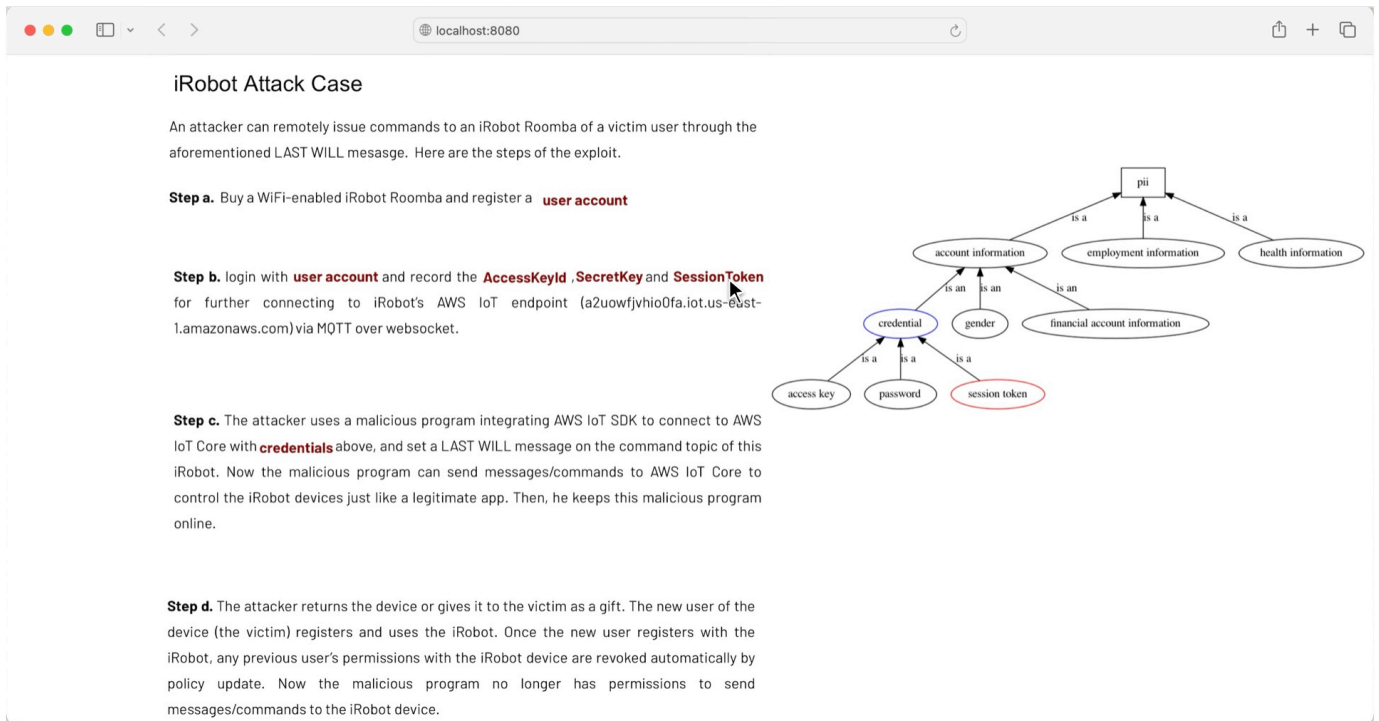 localhost:8080
iRobot Attack Case
An attacker can remotely issue commands to an iRobot Roomba of a victim user through the
aforementioned LAST WILL mesasge. Here are the steps of the exploit.
Step a. Buy a WiFi-enabled iRobot Roomba and register a user account
Step b. login with user account and record the AccessKeyId ,SecretKey and SessionToken
for further connecting to iRobot's AWS IoT endpoint (a2uowfjvhio0fa.iot.us-east-
1.amazonaws.com) via MQTT over websocket.
Step c. The attacker uses a malicious program integrating AWS IoT SDK to connect to AWS
IoT Core with credentials above, and set a LAST WILL message on the command topic of this
iRobot. Now the malicious program can send messages/commands to AWS IoT Core to
control the iRobot devices just like a legitimate app. Then, he keeps this malicious program
online.
Step d. The attacker returns the device or gives it to the victim as a gift. The new user of the
device (the victim) registers and uses the iRobot. Once the new user registers with the
iRobot, any previous user's permissions with the iRobot device are revoked automatically by
policy update. Now the malicious program no longer has permissions to send
messages/commands to the iRobot device.
pii
is a is a is a
account information employment information health information
is an is an is an
credential gender financial account information
is a is a is a
access key password session token